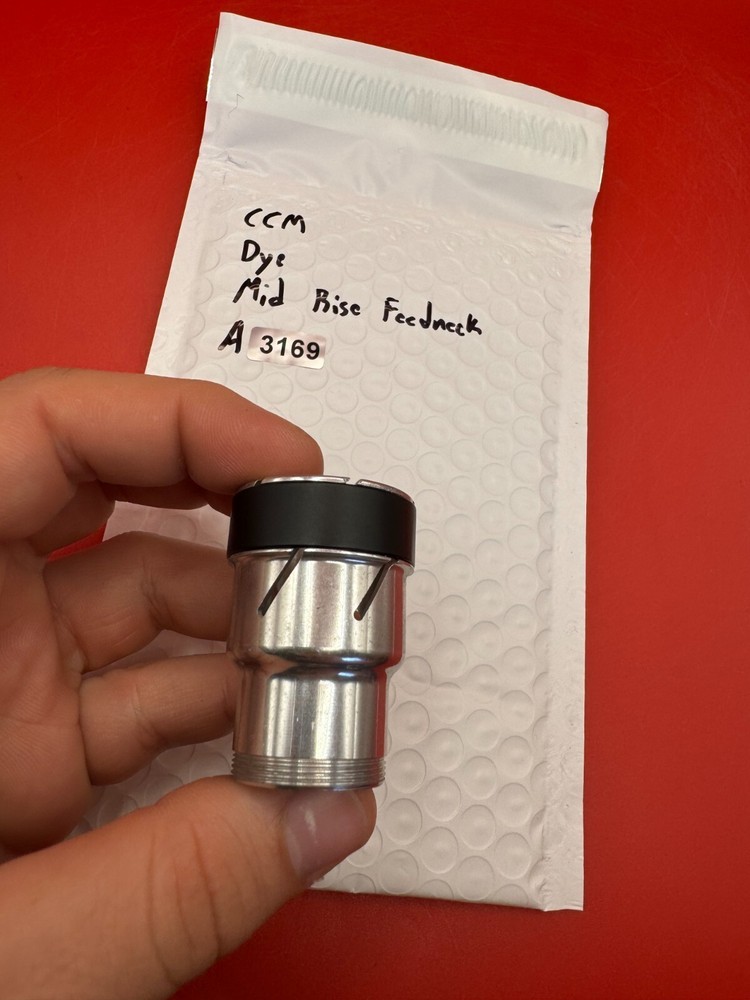 CCM
Dye
Mid Rise Feedneck
A 3169